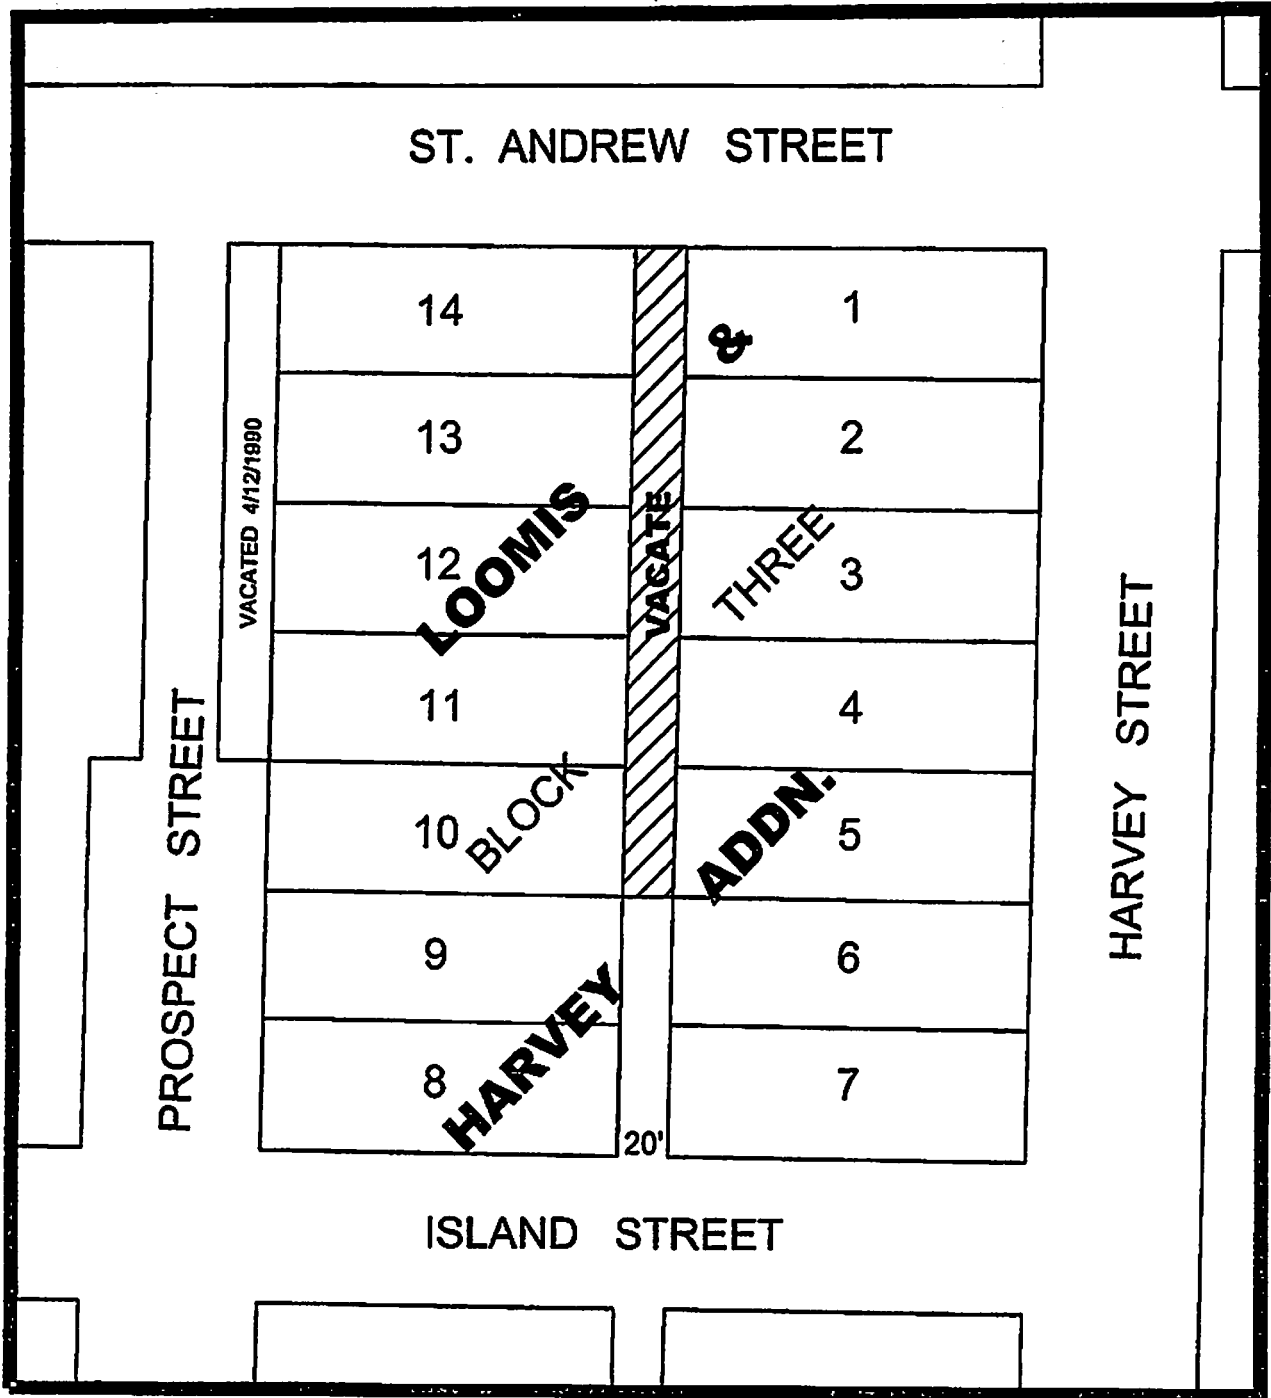 ST. ANDREW STREET
14
1
&
13
2
VACATED 4/12/1990
LOOMIS
VACATE
THREE
12
3
11
4
BLOCK
ADDN.
10
5
PROSPECT STREET
HARVEY STREET
9
6
HARVEY
8
7
20'
ISLAND STREET